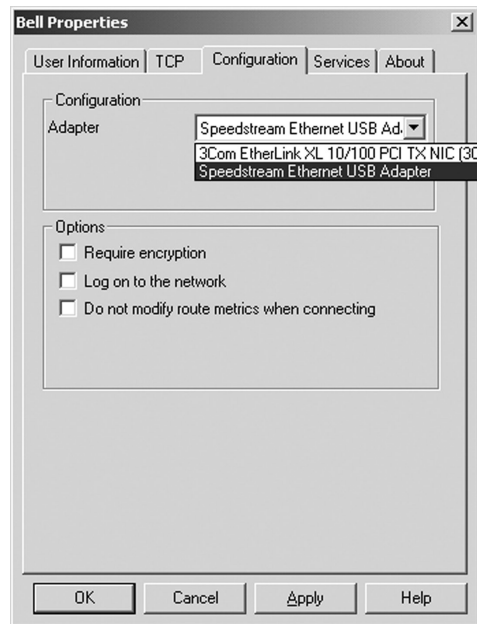 Bell Properties
User Information TCP Configuration Services About
Configuration
Adapter Speedstream Ethernet USB Ad
3Com EtherLink XL 10/100 PCI TX NIC (3C
Speedstream Ethernet USB Adapter
Options
Require encryption
Log on to the network
Do not modify route metrics when connecting
OK Cancel Apply Help